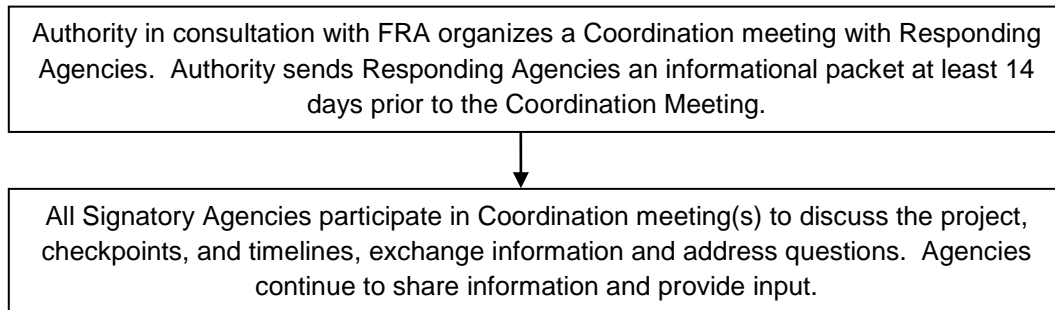 Authority in consultation with FRA organizes a Coordination meeting with Responding
Agencies.  Authority sends Responding Agencies an informational packet at least 14
days prior to the Coordination Meeting.
All Signatory Agencies participate in Coordination meeting(s) to discuss the project,
checkpoints, and timelines, exchange information and address questions.  Agencies
continue to share information and provide input.